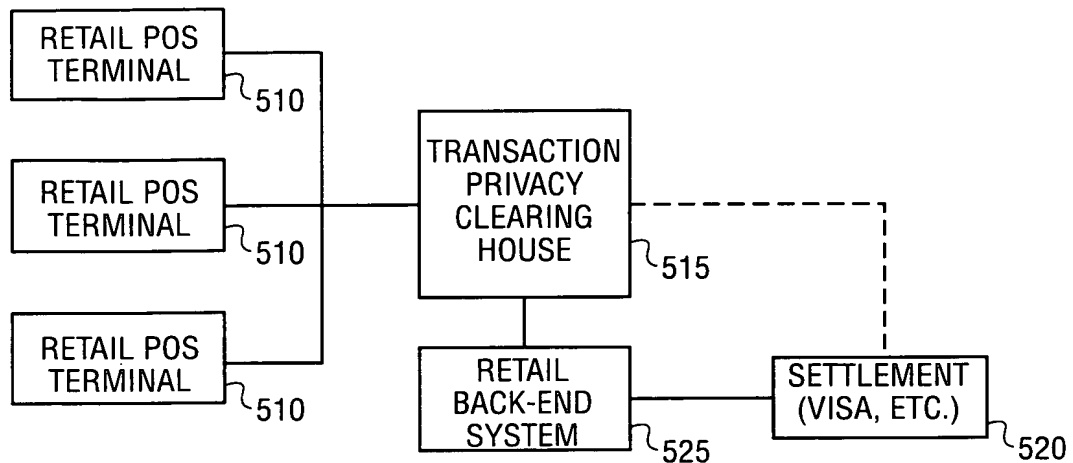 RETAIL POS
TERMINAL
510
RETAIL POS
TERMINAL
510
RETAIL POS
TERMINAL
510
TRANSACTION
PRIVACY
CLEARING
HOUSE
515
RETAIL
BACK-END
SYSTEM
525
SETTLEMENT
(VISA, ETC.)
520